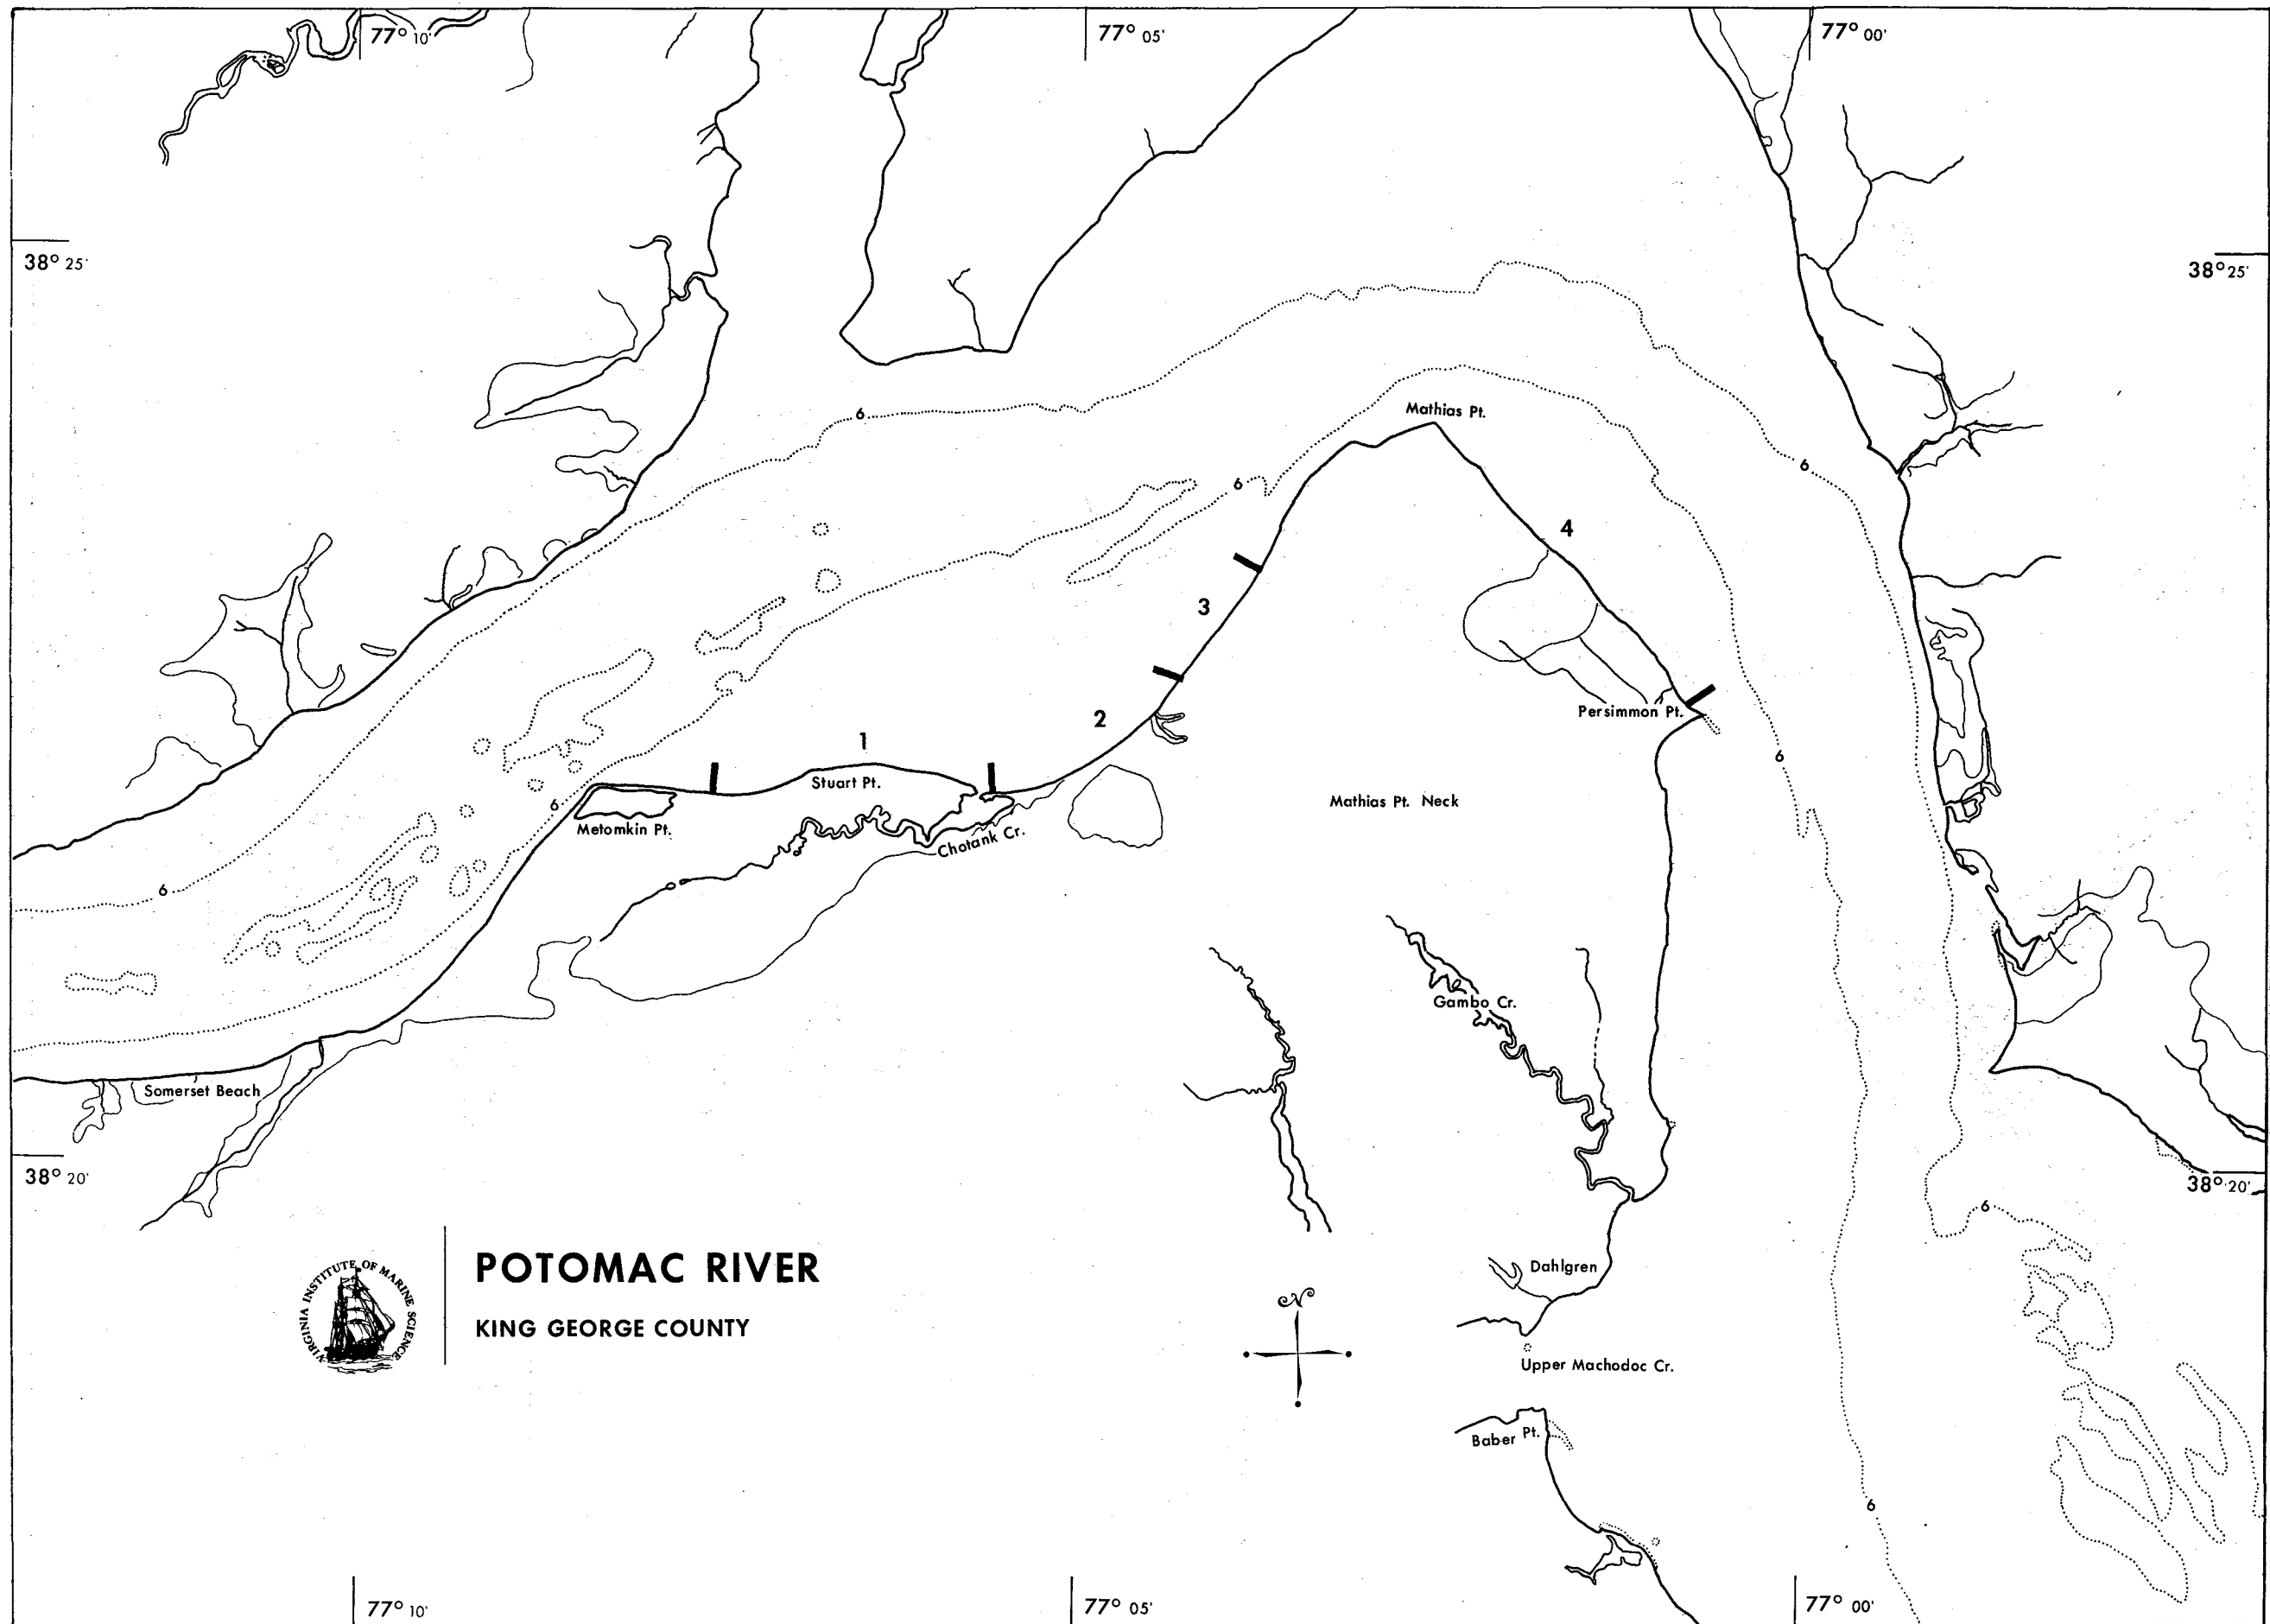 77° 10'
77° 05'
77° 00'
38° 25'
38° 25'
6
Mathias Pt.
6
6
6
4
3
Persimmon Pt.
2
1
6
Stuart Pt.
6
Metomkin Pt.
Mathias Pt. Neck
Chotank Cr.
6
Gambo Cr.
Somerset Beach
38° 20'
38° 20'
6
VIRGINIA INSTITUTE OF MARINE SCIENCE
POTOMAC RIVER
KING GEORGE COUNTY
N
Dahlgren
Upper Machodoc Cr.
Baber Pt.
6
77° 10'
77° 05'
77° 00'